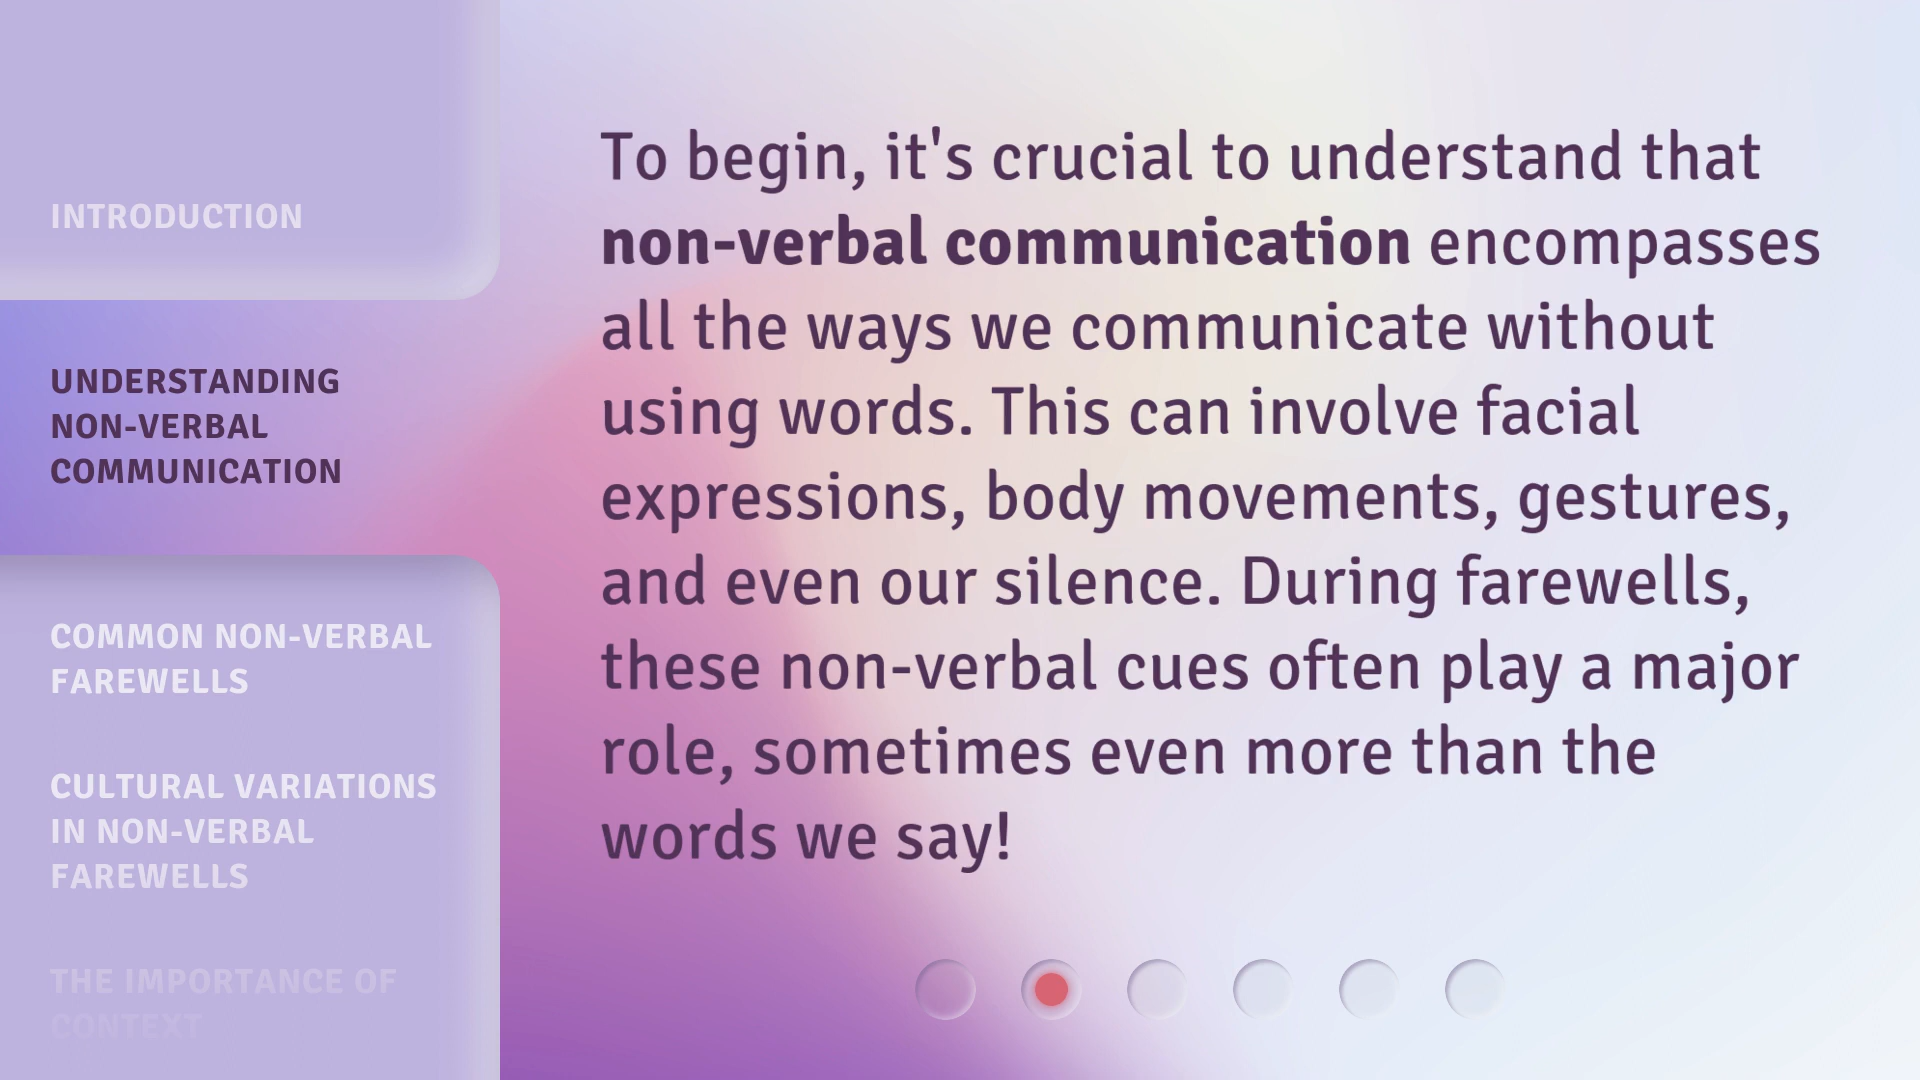 INTRODUCTION
UNDERSTANDING
NON-VERBAL
COMMUNICATION
COMMON NON-VERBAL
FAREWELLS
CULTURAL VARIATIONS
IN NON-VERBAL
FAREWELLS
THE IMPORTANCE OF
CONTEXT
To begin, it's crucial to understand that
non-verbal communication encompasses
all the ways we communicate without
using words. This can involve facial
expressions, body movements, gestures,
and even our silence. During farewells,
these non-verbal cues often play a major
role, sometimes even more than the
words we say!